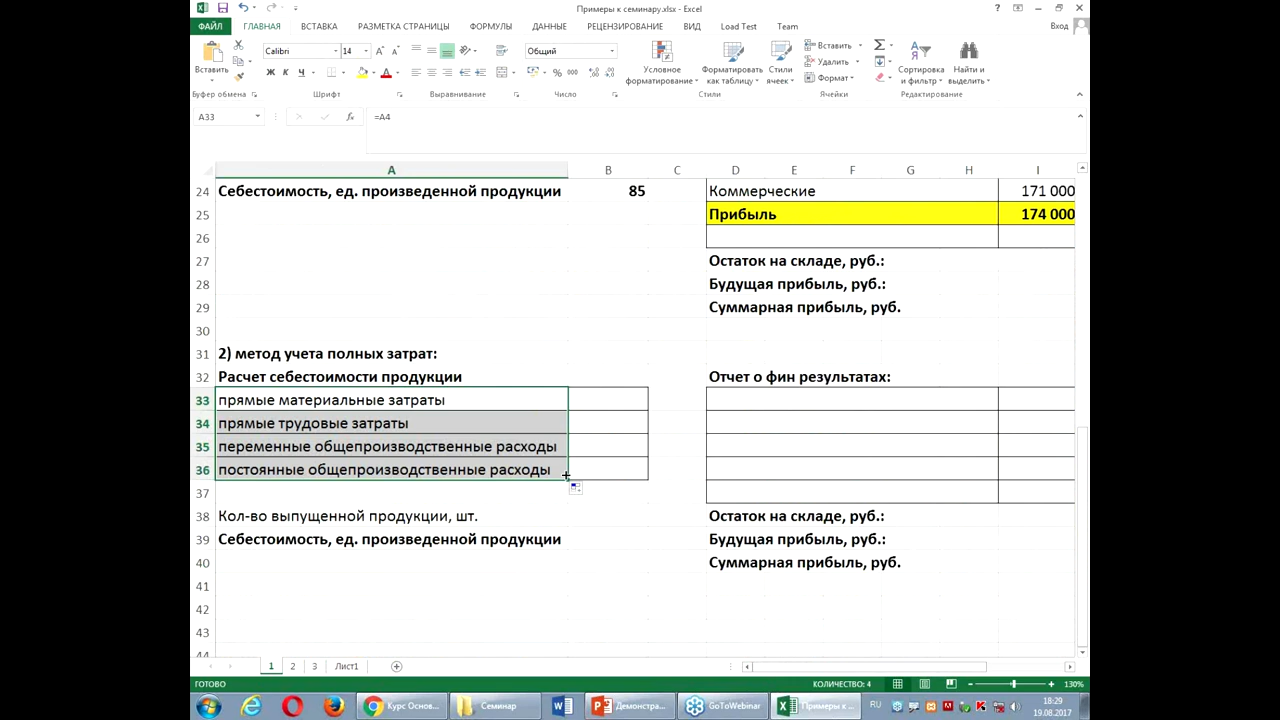 Примеры к семинару.xlsx - Excel
ФАЙЛ ГЛАВНАЯ ВСТАВКА РАЗМЕТКА СТРАНИЦЫ ФОРМУЛЫ ДАННЫЕ РЕЦЕНЗИРОВАНИЕ ВИД Load Test Team Вход
Calibri 14 Общий
Вставить
Ж К Ч
Условное форматирование
Форматировать как таблицу
Стили ячеек
Вставить
Удалить
Формат
Сортировка и фильтр
Найти и выделить
Буфер обмена Шрифт Выравнивание Число Стили Ячейки Редактирование
A33 =A4
A B C D E F G H I
24 Себестоимость, ед. произведенной продукции 85 Коммерческие 171 000
25 Прибыль 174 000
26
27 Остаток на складе, руб.:
28 Будущая прибыль, руб.:
29 Суммарная прибыль, руб.
30
31 2) метод учета полных затрат:
32 Расчет себестоимости продукции Отчет о фин результатах:
33 прямые материальные затраты
34 прямые трудовые затраты
35 переменные общепроизводственные расходы
36 постоянные общепроизводственные расходы
37
38 Кол-во выпущенной продукции, шт. Остаток на складе, руб.:
39 Себестоимость, ед. произведенной продукции Будущая прибыль, руб.:
40 Суммарная прибыль, руб.
41
42
43
44
1 2 3 Лист1
ГОТОВО КОЛИЧЕСТВО: 4 130%
Курс Основ... Семинар Демонстра... GoToWebinar Примеры к ... RU 18:29
19.08.2017